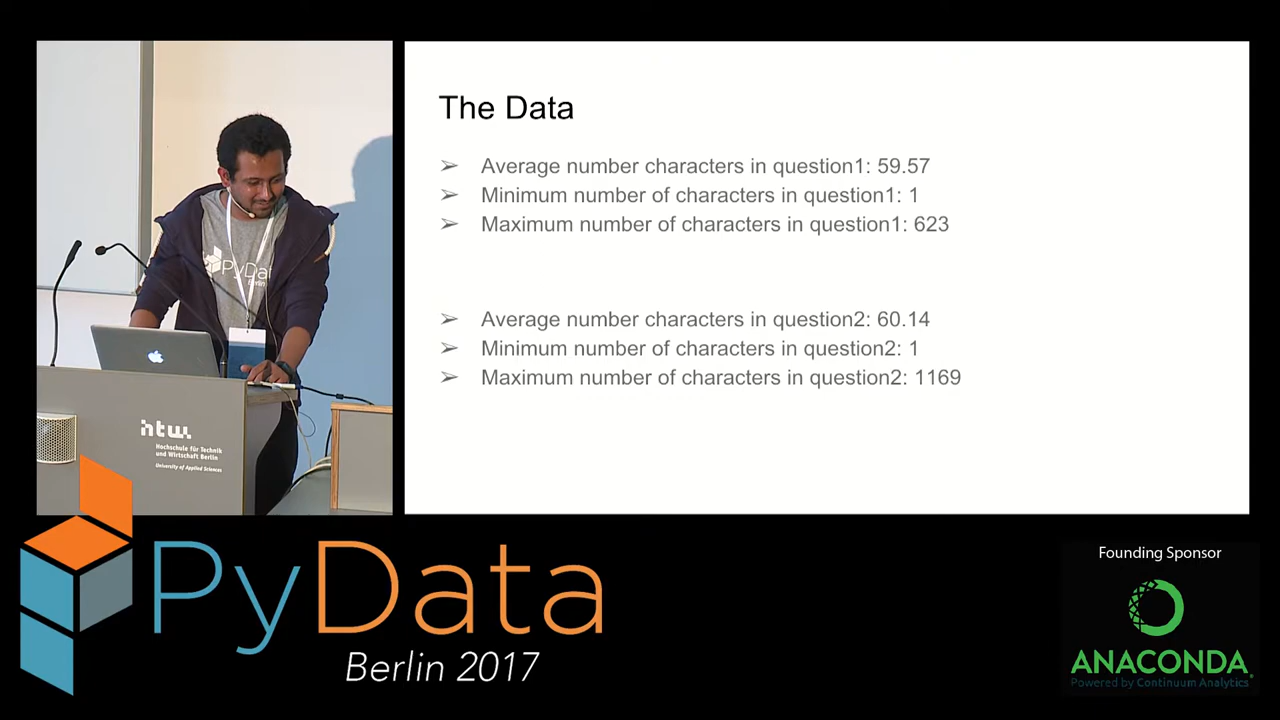 The Data
➢ Average number characters in question1: 59.57
➢ Minimum number of characters in question1: 1
➢ Maximum number of characters in question1: 623
➢ Average number characters in question2: 60.14
➢ Minimum number of characters in question2: 1
➢ Maximum number of characters in question2: 1169
PyData
Berlin
htw
Hochschule für Technik
und Wirtschaft Berlin
University of Applied Sciences
PyData
Berlin 2017
Founding Sponsor
ANACONDA
Powered by Continuum Analytics